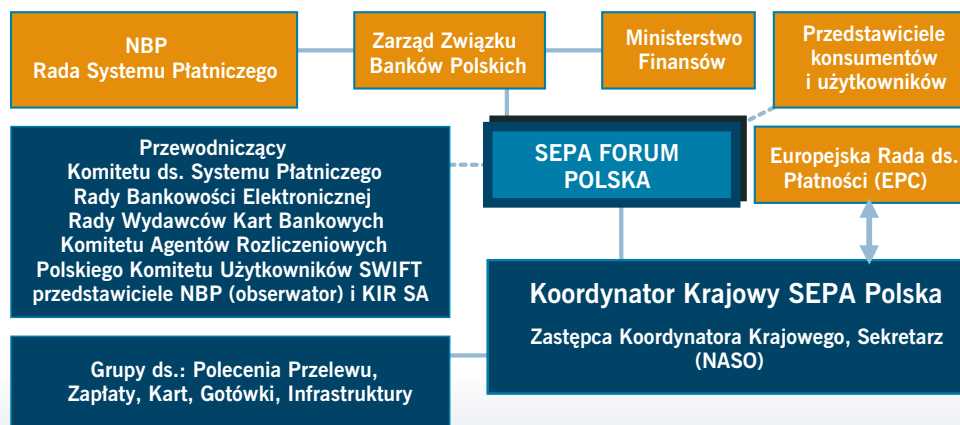 NBP
Rada Systemu Płatniczego
Zarząd Związku
Banków Polskich
Ministerstwo
Finansów
Przedstawiciele
konsumentów
i użytkowników
Przewodniczący
Komitetu ds. Systemu Płatniczego
Rady Bankowości Elektronicznej
Rady Wydawców Kart Bankowych
Komitetu Agentów Rozliczeniowych
Polskiego Komitetu Użytkowników SWIFT
przedstawiciele NBP (obserwator) i KIR SA
SEPA FORUM
POLSKA
Europejska Rada ds.
Płatności (EPC)
Koordynator Krajowy SEPA Polska
Zastępca Koordynatora Krajowego, Sekretarz
(NASO)
Grupy ds.: Polecenia Przelewu,
Zapłaty, Kart, Gotówki, Infrastruktury